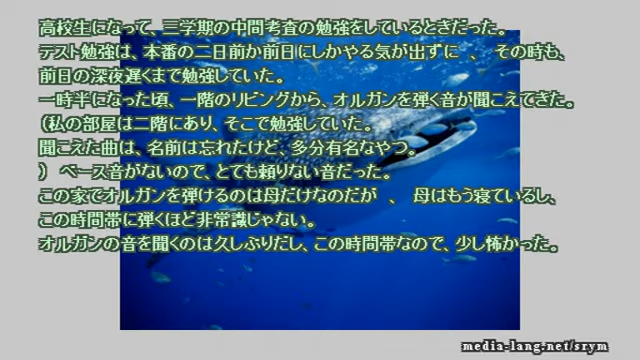 高校生になって、三学期の中間考査の勉強をしているときだった。
テスト勉強は、本番の二日前か前日にしかやる気が出ずに 、 その時も、
前日の深夜遅くまで勉強していた。
一時半になった頃、一階のリビングから、オルガンを弾く音が聞こえてきた。
（私の部屋は二階にあり、そこで勉強していた。
聞こえた曲は、名前は忘れたけど、多分有名なやつ。
） ベース音がないので、とても頼りない音だった。
この家でオルガンを弾けるのは母だけなのだが 、 母はもう寝ているし、
この時間帯に弾くほど非常識じゃない。
オルガンの音を聞くのは久しぶりだし、この時間帯なので、少し怖かった。
media-lang-net/srym